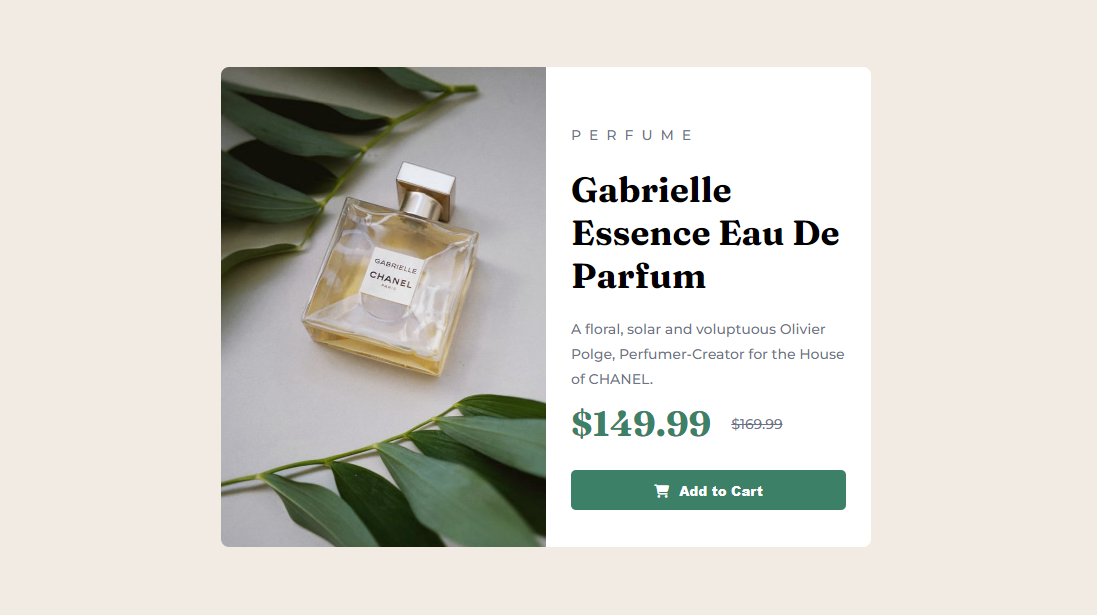 GABRIELLE
CHANEL
PARIS
P E R F U M E
Gabrielle
Essence Eau De
Parfum
A floral, solar and voluptuous Olivier
Polge, Perfumer-Creator for the House
of CHANEL.
$149.99 $169.99
Add to Cart